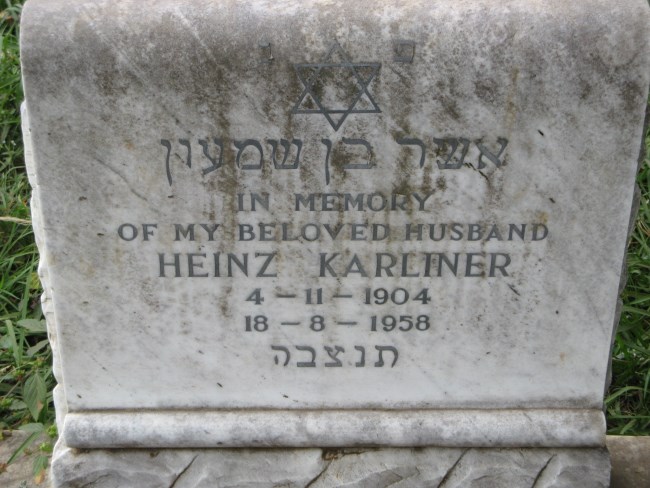 פ נ
אשר בן שמעון
IN MEMORY
OF MY BELOVED HUSBAND
HEINZ KARLINER
4 – 11 – 1904
18 – 8 – 1958
תנצבה